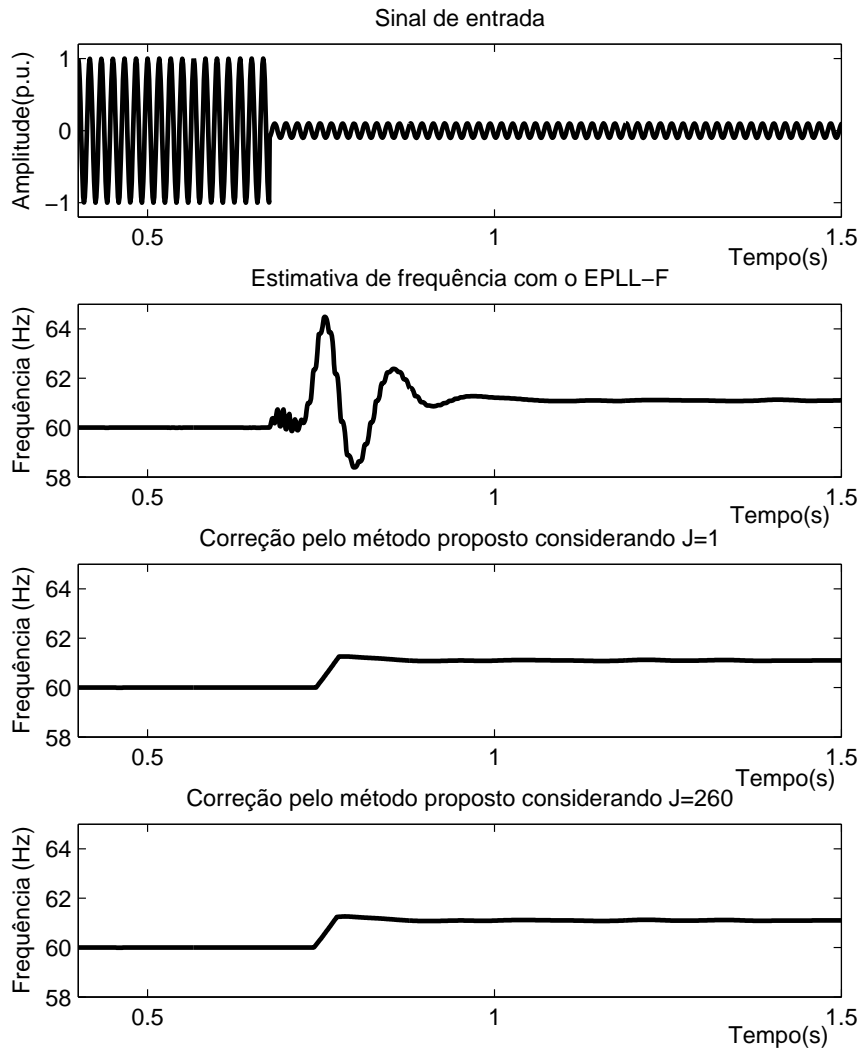 Sinal de entrada
Amplitude(p.u.)
1
0
−1
0.5
1
1.5
Tempo(s)
Estimativa de frequência com o EPLL−F
Frequência (Hz)
64
62
60
58
0.5
1
1.5
Tempo(s)
Correção pelo método proposto considerando J=1
Frequência (Hz)
64
62
60
58
0.5
1
1.5
Tempo(s)
Correção pelo método proposto considerando J=260
Frequência (Hz)
64
62
60
58
0.5
1
1.5
Tempo(s)